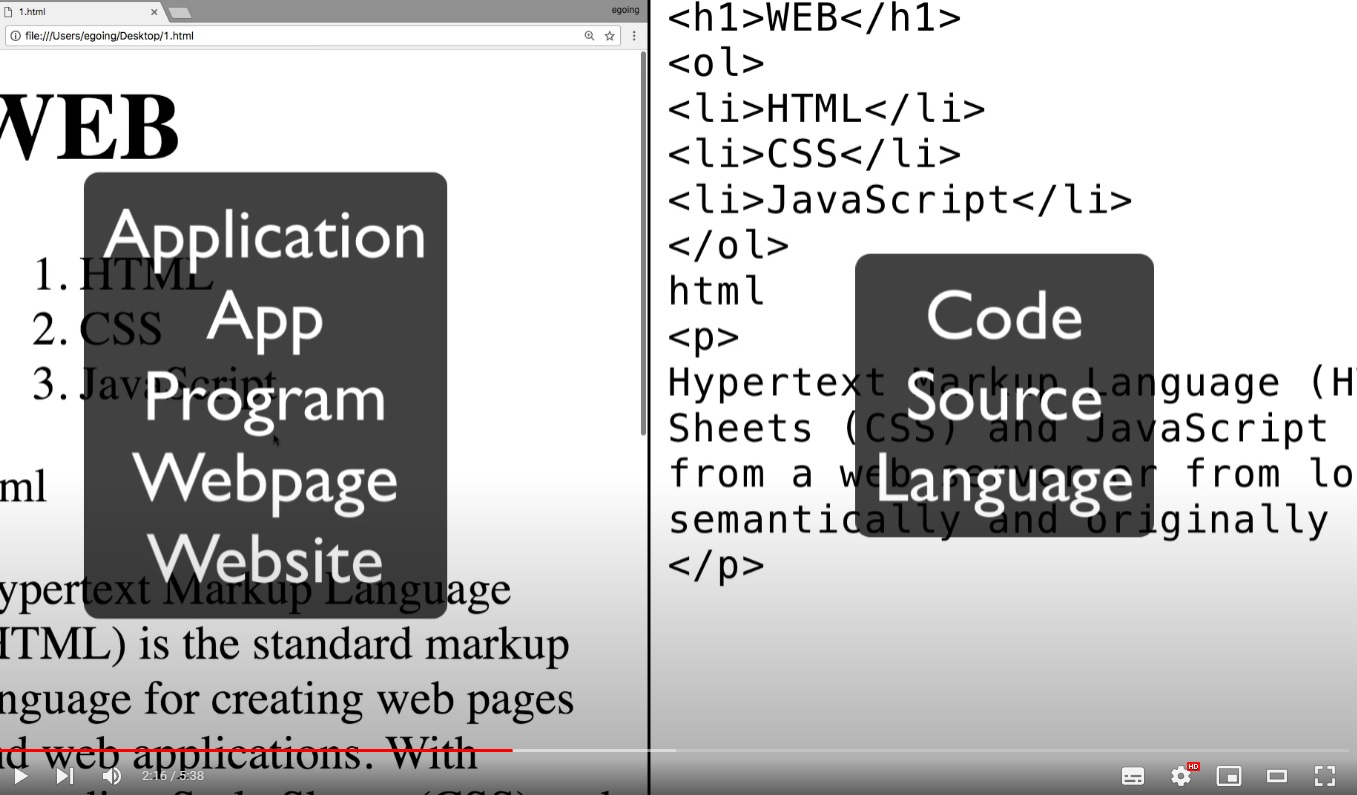 1.html
egoing
file:///Users/egoing/Desktop/1.html
WEB
1. HTML
2. CSS
3. JavaScript
ml
ypertext Markup Language
HTML) is the standard markup
nguage for creating web pages
nd web applications. With
Application
App
Program
Webpage
Website
<h1>WEB</h1>
<ol>
<li>HTML</li>
<li>CSS</li>
<li>JavaScript</li>
</ol>
html
<p>
Hypertext Markup Language (H
Sheets (CSS) and JavaScript
from a web server or from lo
semantically and originally
</p>
Code
Source
Language
2:16 / 5:38
HD